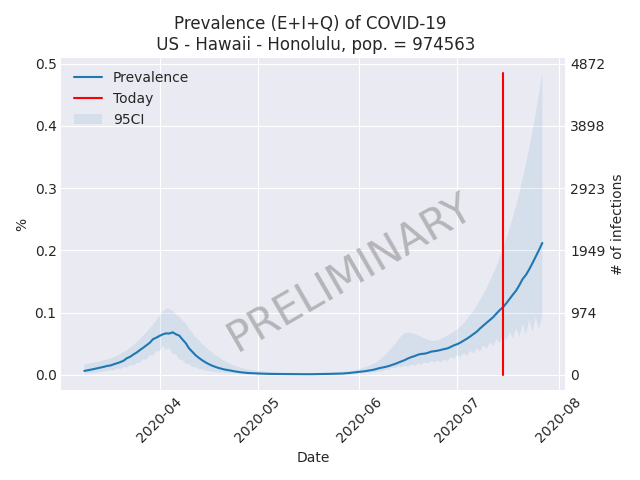 Prevalence (E+I+Q) of COVID-19
US - Hawaii - Honolulu, pop. = 974563
Prevalence
Today
95CI
PRELIMINARY
0.5
0.4
0.3
0.2
0.1
0.0
%
4872
3898
2923
1949
974
0
# of infections
2020-04
2020-05
2020-06
2020-07
2020-08
Date